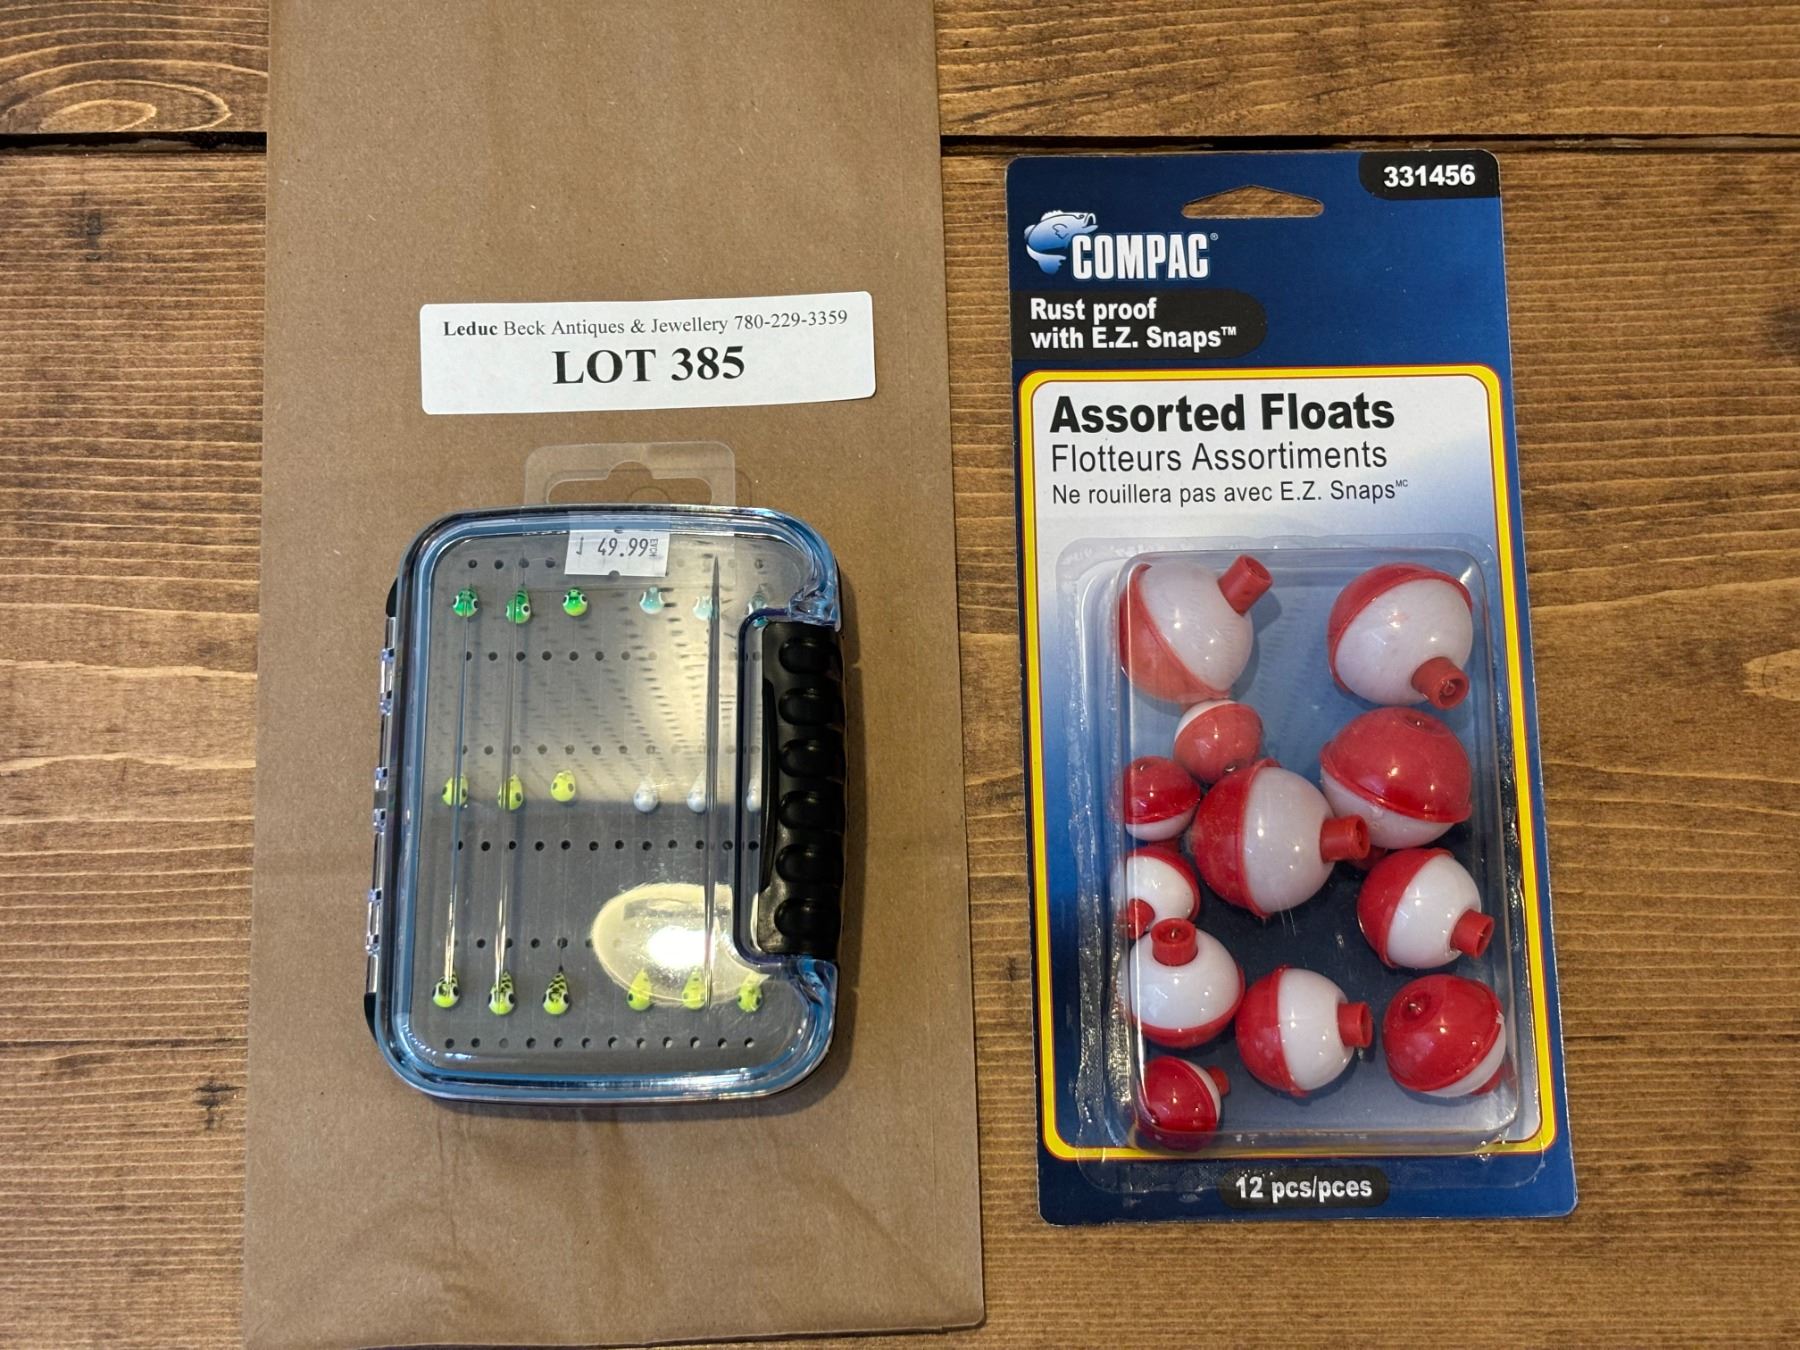 Leduc Beck Antiques & Jewellery 780-229-3359
LOT 385
49.99 EACH
331456
COMPAC®
Rust proof
with E.Z. Snaps™
Assorted Floats
Flotteurs Assortiments
Ne rouillera pas avec E.Z. Snaps MC
12 pcs/pces